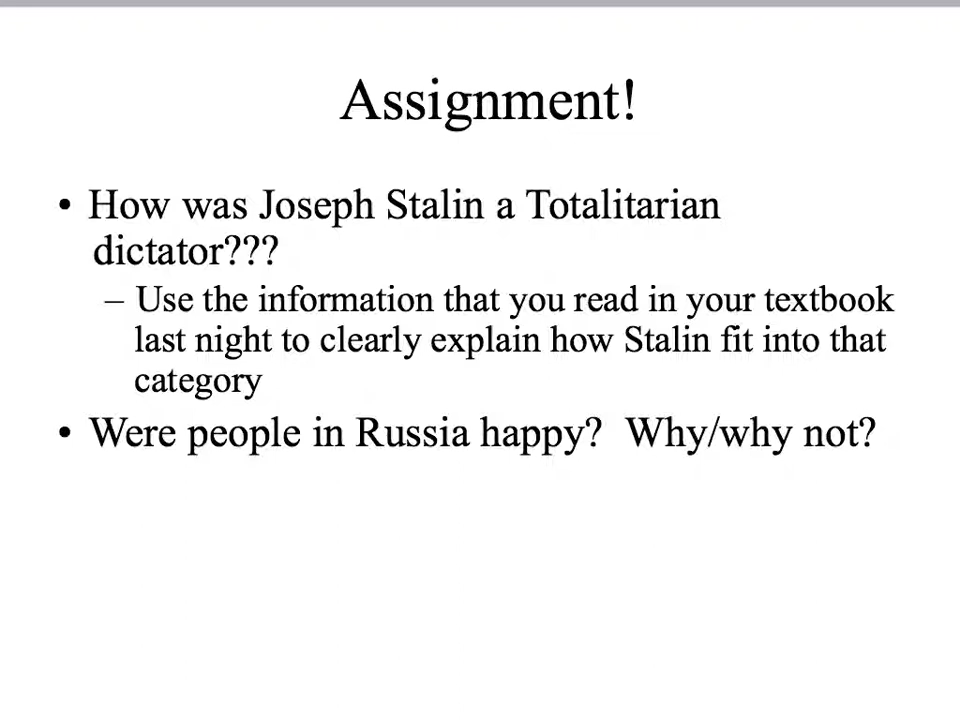 Assignment!
• How was Joseph Stalin a Totalitarian
dictator???
– Use the information that you read in your textbook
last night to clearly explain how Stalin fit into that
category
• Were people in Russia happy?  Why/why not?